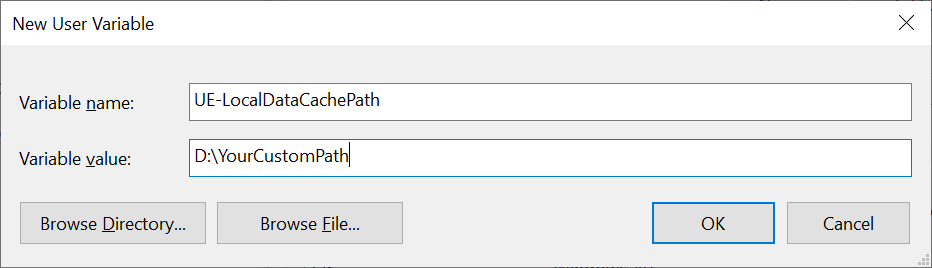 New User Variable
Variable name:
UE-LocalDataCachePath
Variable value:
D:\YourCustomPath
Browse Directory...
Browse File...
OK
Cancel